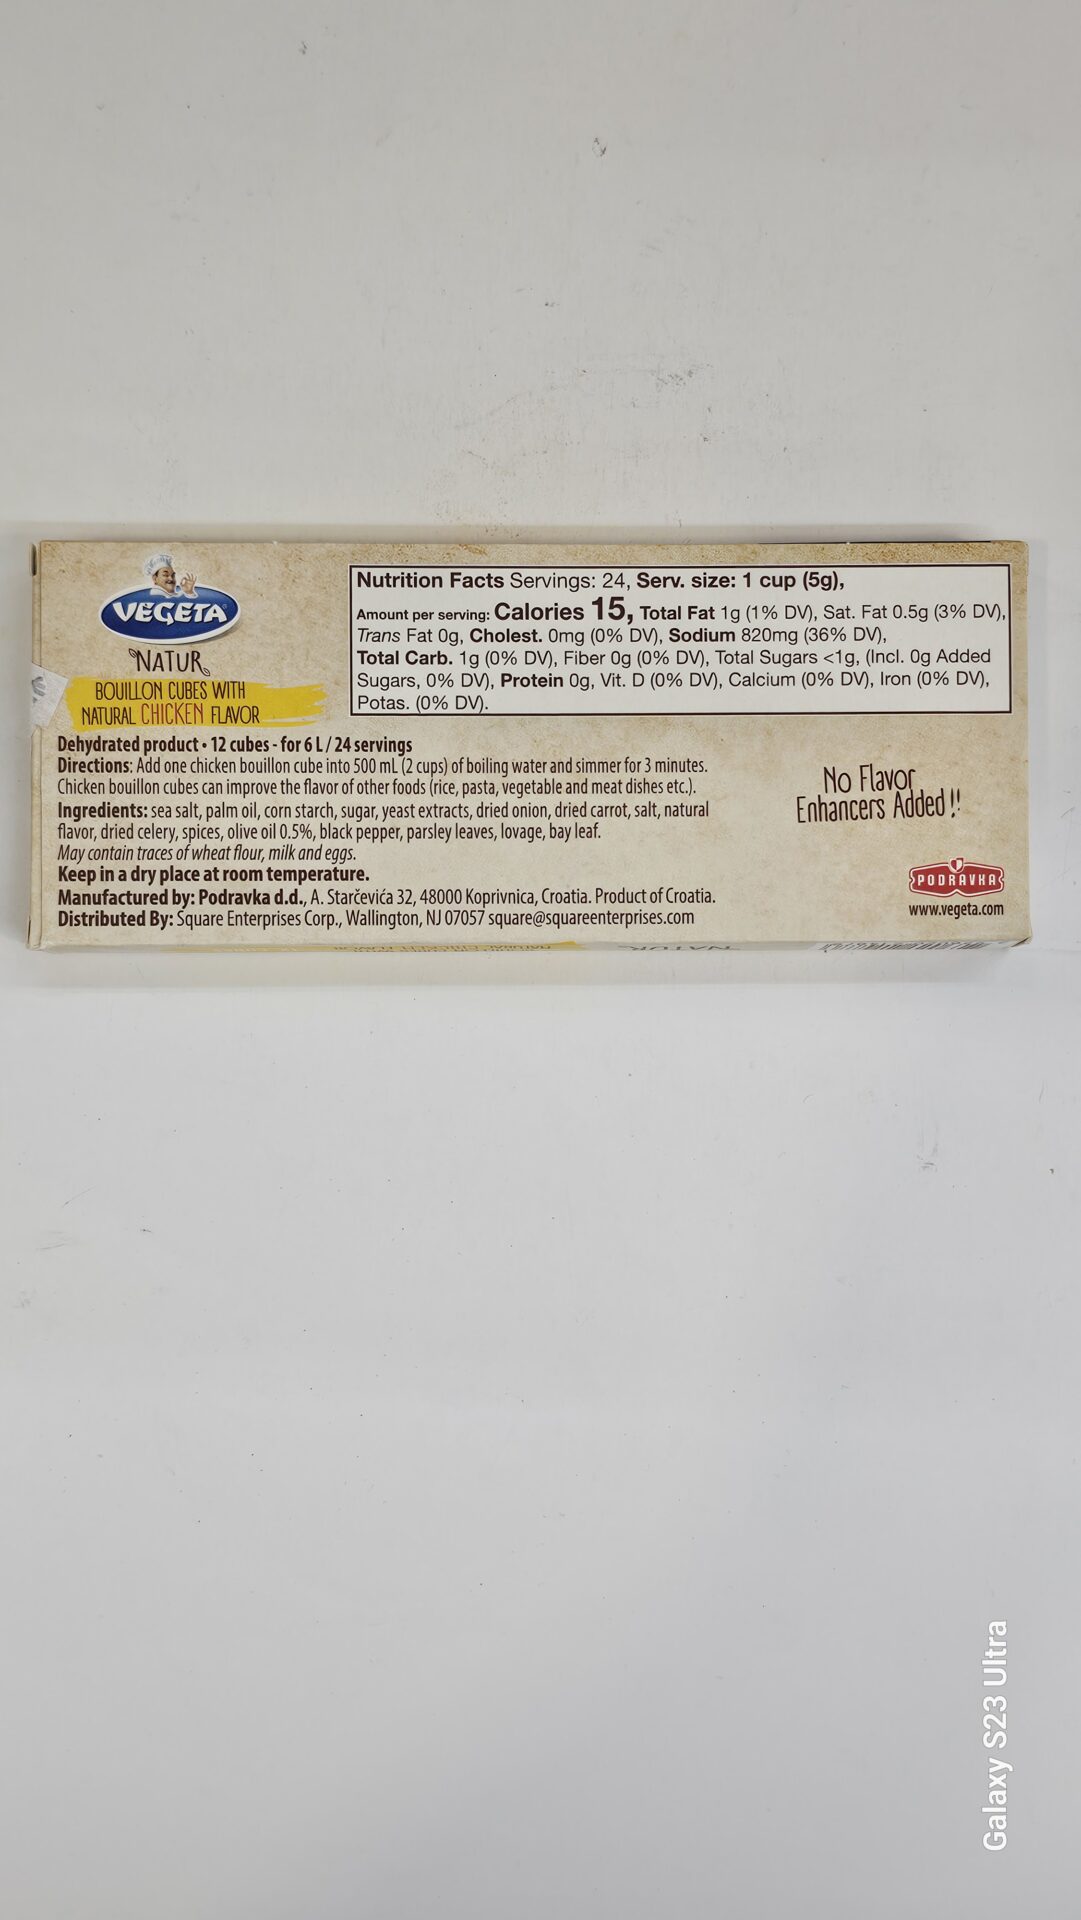 VEGETA
NATUR
BOUILLON CUBES WITH
NATURAL CHICKEN FLAVOR
Nutrition Facts Servings: 24, Serv. size: 1 cup (5g),
Amount per serving: Calories 15, Total Fat 1g (1% DV), Sat. Fat 0.5g (3% DV),
Trans Fat 0g, Cholest. 0mg (0% DV), Sodium 820mg (36% DV),
Total Carb. 1g (0% DV), Fiber 0g (0% DV), Total Sugars <1g, (Incl. 0g Added
Sugars, 0% DV), Protein 0g, Vit. D (0% DV), Calcium (0% DV), Iron (0% DV),
Potas. (0% DV).
Dehydrated product • 12 cubes - for 6 L / 24 servings
Directions: Add one chicken bouillon cube into 500 mL (2 cups) of boiling water and simmer for 3 minutes.
Chicken bouillon cubes can improve the flavor of other foods (rice, pasta, vegetable and meat dishes etc.).
Ingredients: sea salt, palm oil, corn starch, sugar, yeast extracts, dried onion, dried carrot, salt, natural
flavor, dried celery, spices, olive oil 0.5%, black pepper, parsley leaves, lovage, bay leaf.
May contain traces of wheat flour, milk and eggs.
Keep in a dry place at room temperature.
Manufactured by: Podravka d.d., A. Starčevića 32, 48000 Koprivnica, Croatia. Product of Croatia.
Distributed By: Square Enterprises Corp., Wallington, NJ 07057 square@squareenterprises.com
No Flavor
Enhancers Added!!
PODRAVKA
www.vegeta.com
NATUR
Galaxy S23 Ultra